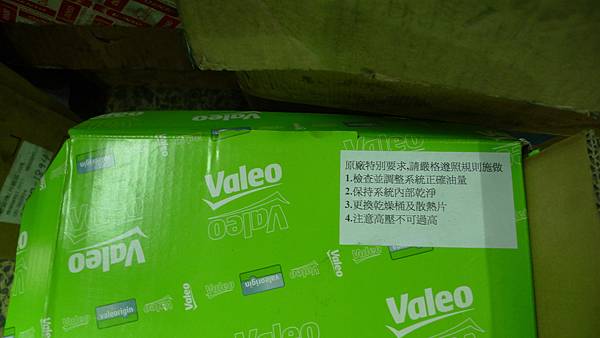 原廠特別要求,請嚴格遵照規則施做
1.檢查並調整系統正確油量
2.保持系統內部乾淨
3.更換乾燥桶及散熱片
4.注意高壓不可過高
Valeo
Valeo
Valeo
Valeo
valeorigin
valeorigin
Valeo
Valeo